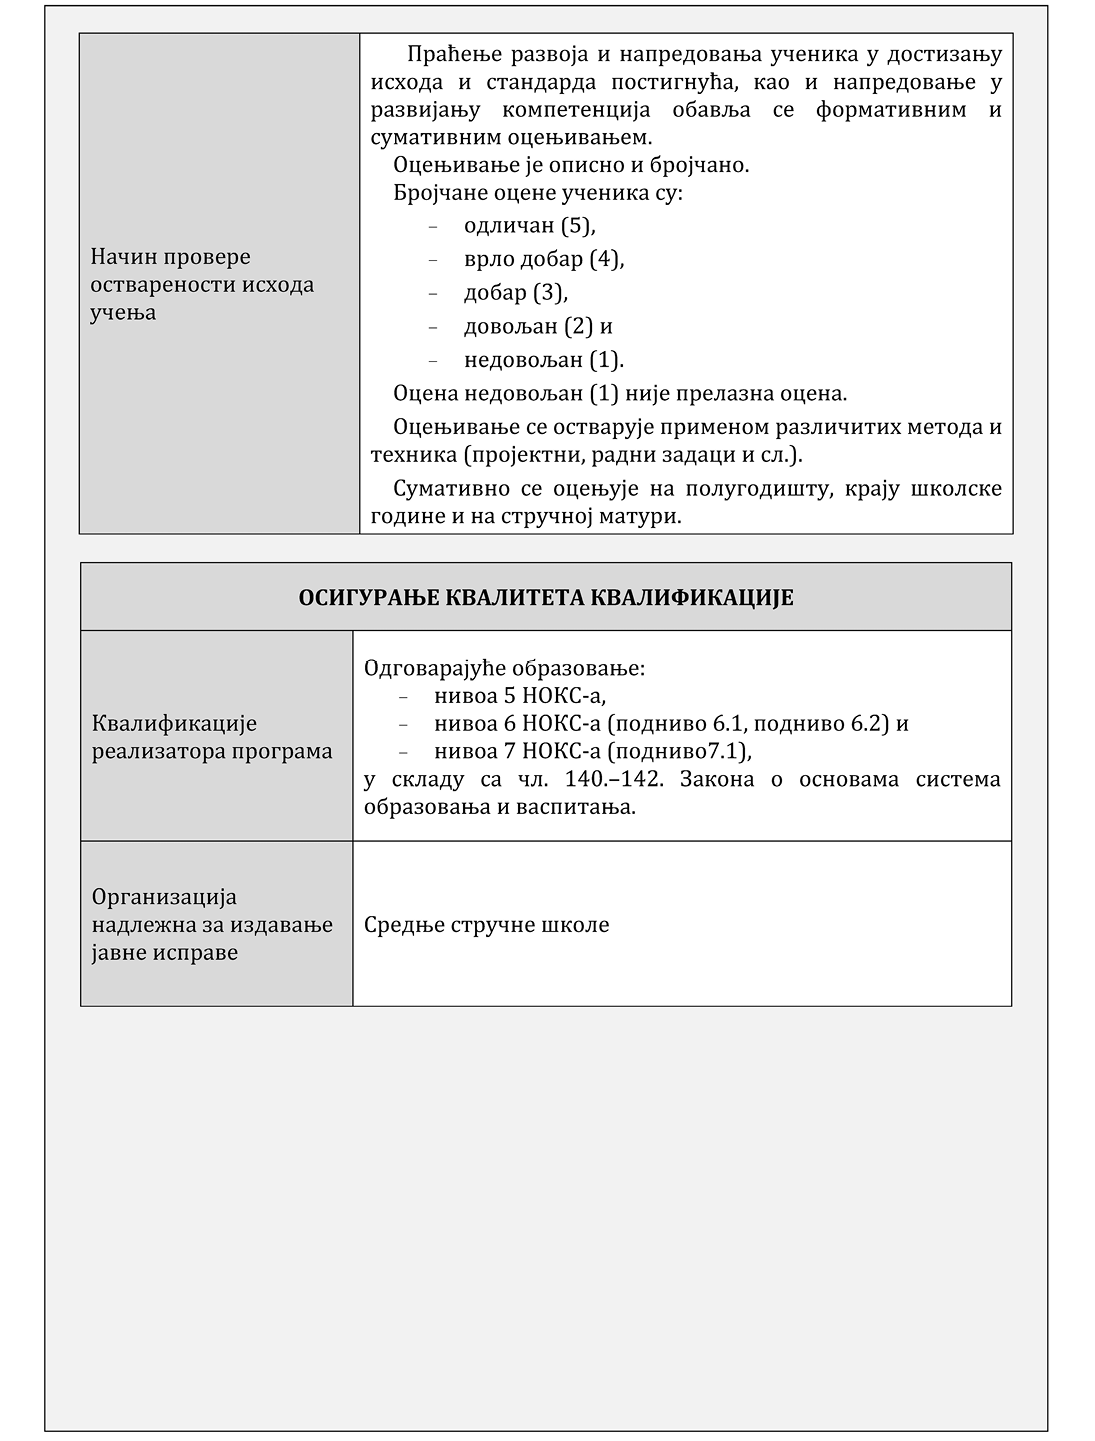 Начин провере
остварености исхода
учења
Праћење развоја и напредовања ученика у достизању
исхода и стандарда постигнућа, као и напредовање у
развијању компетенција обавља се формативним и
сумативним оцењивањем.
Оцењивање је описно и бројчано.
Бројчане оцене ученика су:
– одличан (5),
– врло добар (4),
– добар (3),
– довољан (2) и
– недовољан (1).
Оцена недовољан (1) није прелазна оцена.
Оцењивање се остварује применом различитих метода и
техника (пројектни, радни задаци и сл.).
Сумативно се оцењује на полугодишту, крају школске
године и на стручној матури.
ОСИГУРАЊЕ КВАЛИТЕТА КВАЛИФИКАЦИЈЕ
Квалификације
реализатора програма
Одговарајуће образовање:
– нивоа 5 НОКС-а,
– нивоа 6 НОКС-а (подниво 6.1, подниво 6.2) и
– нивоа 7 НОКС-а (подниво7.1),
у складу са чл. 140.–142. Закона о основама система
образовања и васпитања.
Организација
надлежна за издавање
јавне исправе
Средње стручне школе